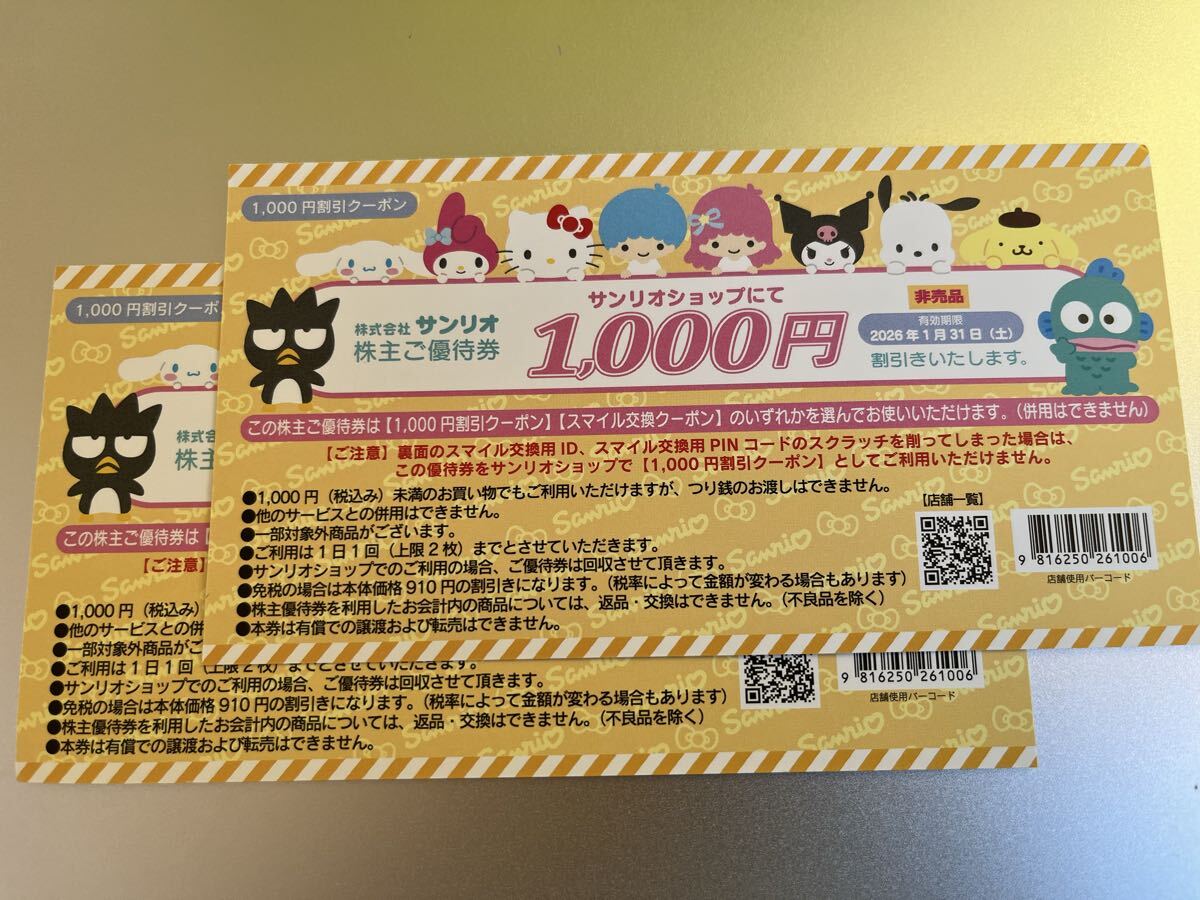 1,000円割引クーポン
サンリオショップにて
非売品
株式会社 サンリオ
株主ご優待券
1,000円
有効期限
2026年1月31日（土）
割引きいたします。
この株主ご優待券は【1,000円割引クーポン】【スマイル交換クーポン】のいずれかを選んでお使いいただけます。（併用はできません）
【ご注意】裏面のスマイル交換用ID、スマイル交換用PINコードのスクラッチを削ってしまった場合は、
この優待券をサンリオショップで【1,000円割引クーポン】としてご利用いただけません。
●1,000円（税込み）未満のお買い物でもご利用いただけますが、つり銭のお渡しはできません。
●他のサービスとの併用はできません。
●一部対象外商品がございます。
●ご利用は1日1回（上限2枚）までとさせていただきます。
●サンリオショップでのご利用の場合、ご優待券は回収させて頂きます。
●免税の場合は本体価格910円の割引きになります。（税率によって金額が変わる場合もあります）
●株主優待券を利用したお会計内の商品については、返品・交換はできません。（不良品を除く）
●本券は有償での譲渡および転売はできません。
【店舗一覧】
9 816250 261006
店舗使用バーコード
Sanrio
1,000円割引クーポ
株式会
株主
この株主ご優待券は
【ご注意】
●1,000円（税込み）
●他のサービスとの併
●一部対象外商品がご
●ご利用は1日1回（上限2枚）までとさせていただきます。
●サンリオショップでのご利用の場合、ご優待券は回収させて頂きます。
●免税の場合は本体価格910円の割引きになります。（税率によって金額が変わる場合もあります）
●株主優待券を利用したお会計内の商品については、返品・交換はできません。（不良品を除く）
●本券は有償での譲渡および転売はできません。
9 816250 261006
店舗使用バーコード